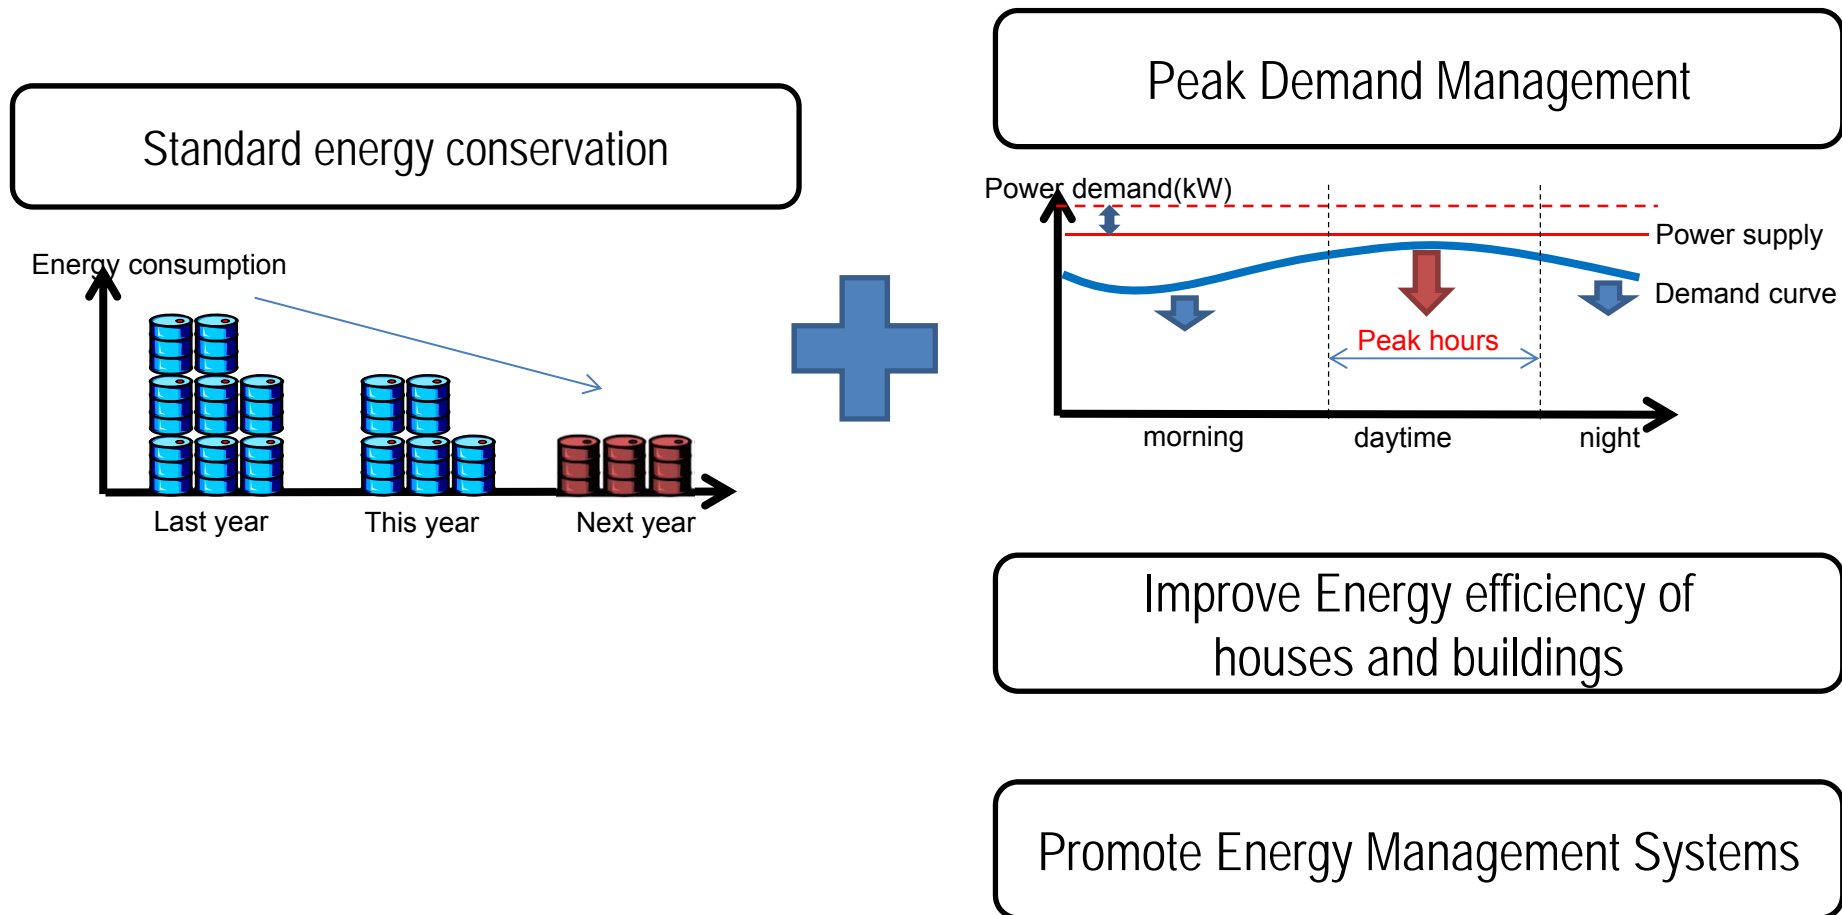 Standard energy conservation
Energy consumption
Last year
This year
Next year
Peak Demand Management
Power demand(kW)
Power supply
Demand curve
Peak hours
morning
daytime
night
Improve Energy efficiency of
houses and buildings
Promote Energy Management Systems